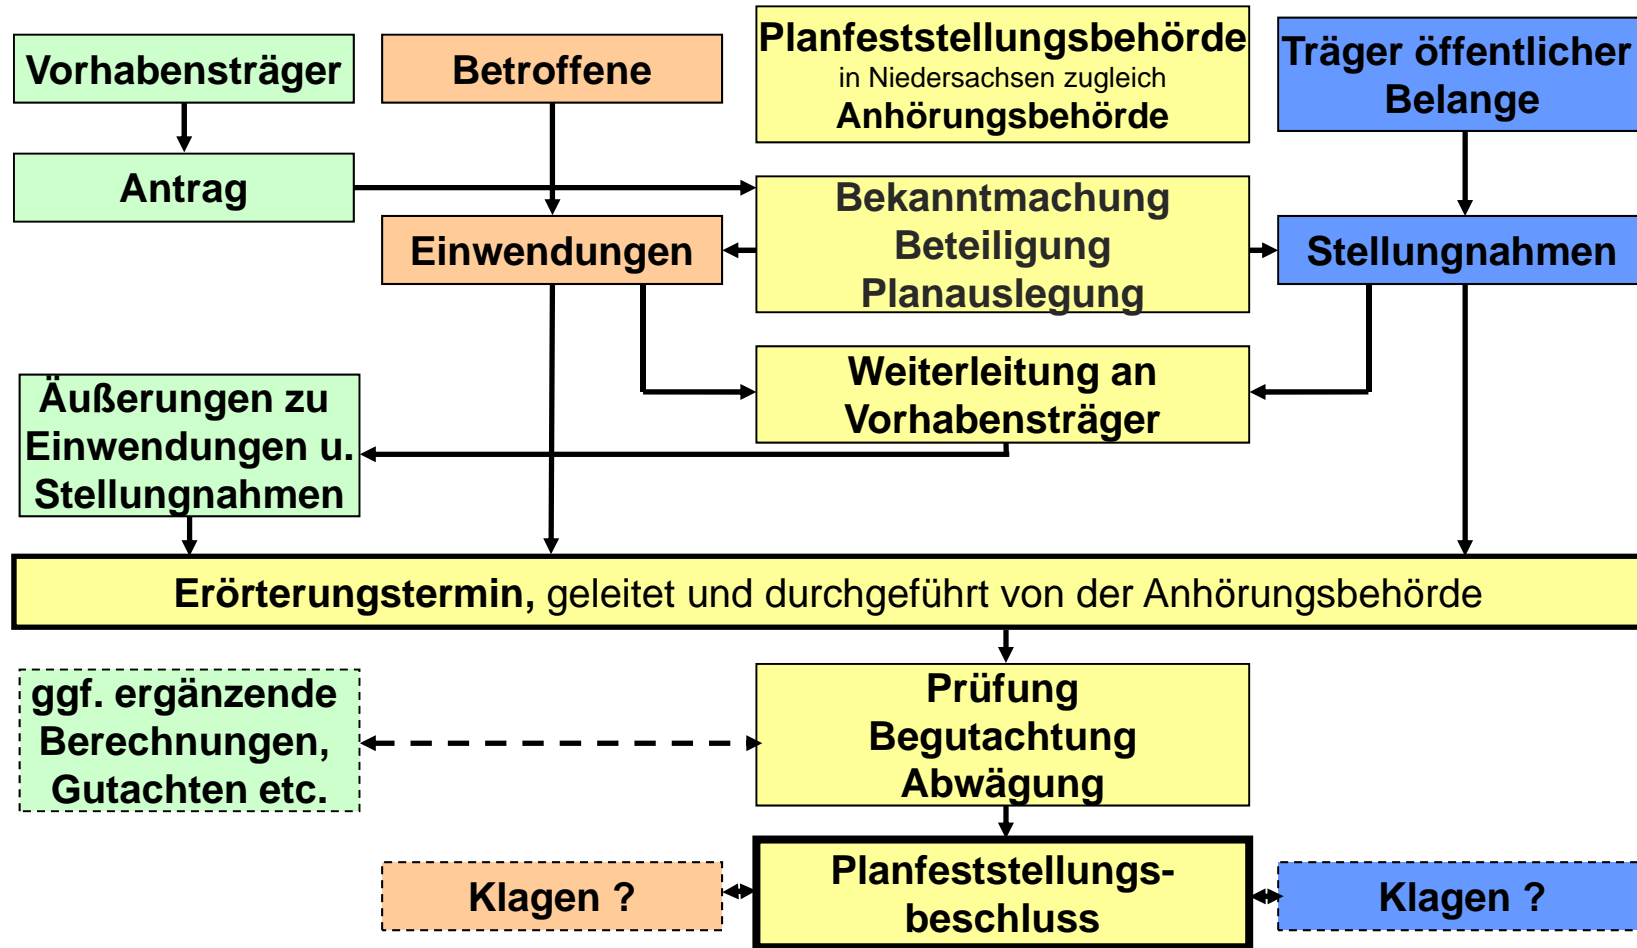 Vorhabensträger
Betroffene
Planfeststellungsbehörde
in Niedersachsen zugleich
Anhörungsbehörde
Träger öffentlicher
Belange
Antrag
Bekanntmachung
Beteiligung
Planauslegung
Einwendungen
Stellungnahmen
Weiterleitung an
Vorhabensträger
Äußerungen zu
Einwendungen u.
Stellungnahmen
Erörterungstermin, geleitet und durchgeführt von der Anhörungsbehörde
ggf. ergänzende
Berechnungen,
Gutachten etc.
Prüfung
Begutachtung
Abwägung
Klagen ?
Planfeststellungs-
beschluss
Klagen ?